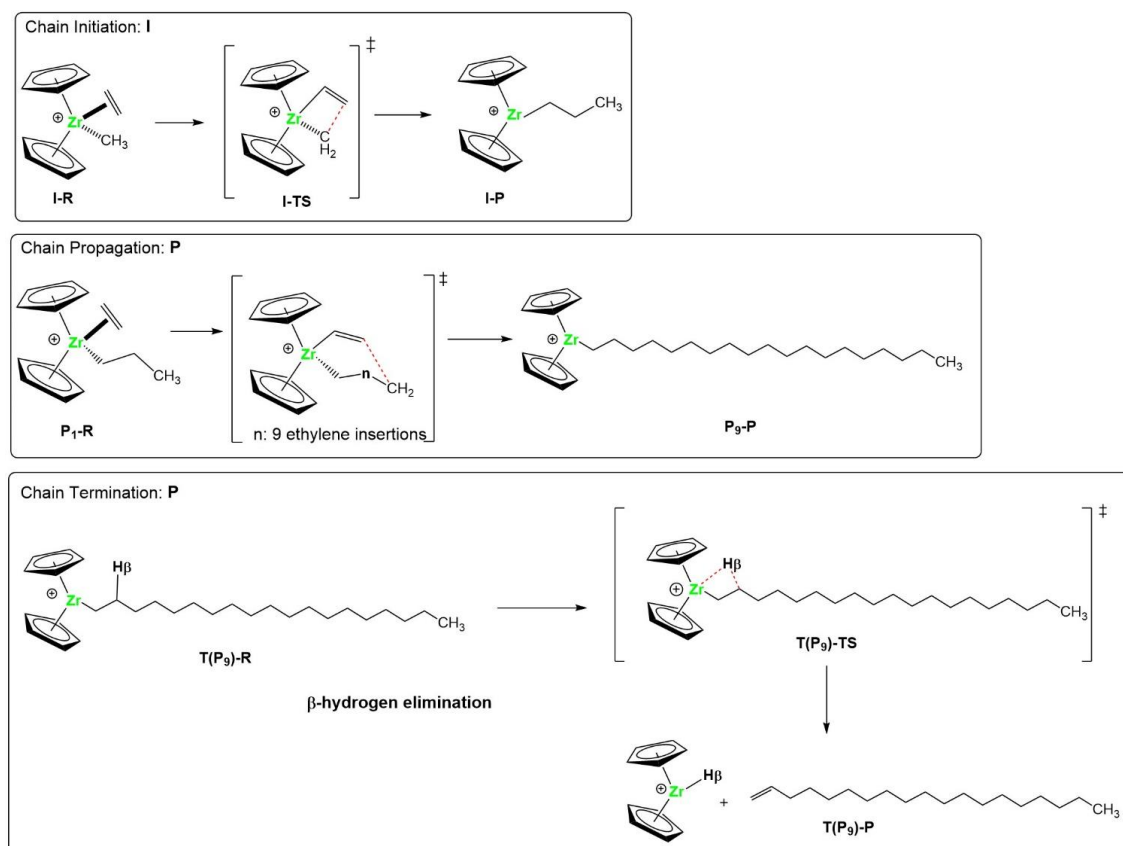 Chain Initiation: I
‡
⊕ Zr CH3
I-R
⊕ Zr C H2
I-TS
⊕ Zr CH3
I-P
Chain Propagation: P
‡
⊕ Zr CH3
P1-R
⊕ Zr n CH2
n: 9 ethylene insertions
⊕ Zr CH3
P9-P
Chain Termination: P
‡
Hβ
⊕ Zr CH3
T(P9)-R
Hβ
⊕ Zr CH3
T(P9)-TS
β-hydrogen elimination
Hβ
⊕ Zr + CH3
T(P9)-P